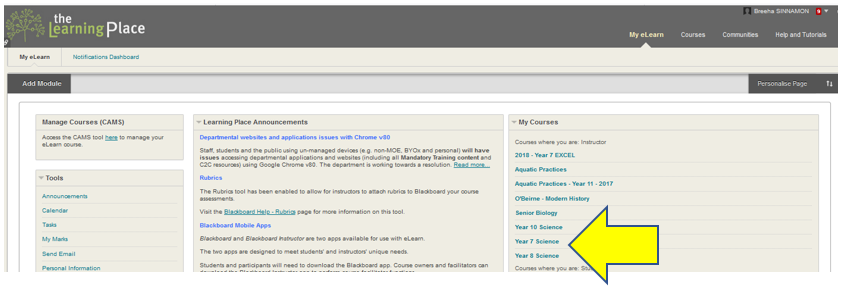 the
Learning Place
Breeha SINNAMON 9
My eLearn Courses Communities Help and Tutorials
My eLearn Notifications Dashboard
Add Module Personalise Page
Manage Courses (CAMS)
Access the CAMS tool here to manage your
eLearn course.
Tools
Announcements
Calendar
Tasks
My Marks
Send Email
Personal Information
Learning Place Announcements
Departmental websites and applications issues with Chrome v80
Staff, students and the public using un-managed devices (e.g. non-MOE, BYOx and personal) will have
issues accessing departmental applications and websites (including all Mandatory Training content and
C2C resources) using Google Chrome v80. The department is working towards a resolution. Read more...
Rubrics
The Rubrics tool has been enabled to allow for instructors to attach rubrics to Blackboard your course
assessments.
Visit the Blackboard Help - Rubrics page for more information on this tool.
Blackboard Mobile Apps
Blackboard and Blackboard Instructor are two apps available for use with eLearn.
The two apps are designed to meet students' and instructors' unique needs.
Students and participants will need to download the Blackboard app. Course owners and facilitators can
My Courses
Courses where you are: Instructor
2018 - Year 7 EXCEL
Aquatic Practices
Aquatic Practices - Year 11 - 2017
O'Beirne - Modern History
Senior Biology
Year 10 Science
Year 7 Science
Year 8 Science
Courses where you are: